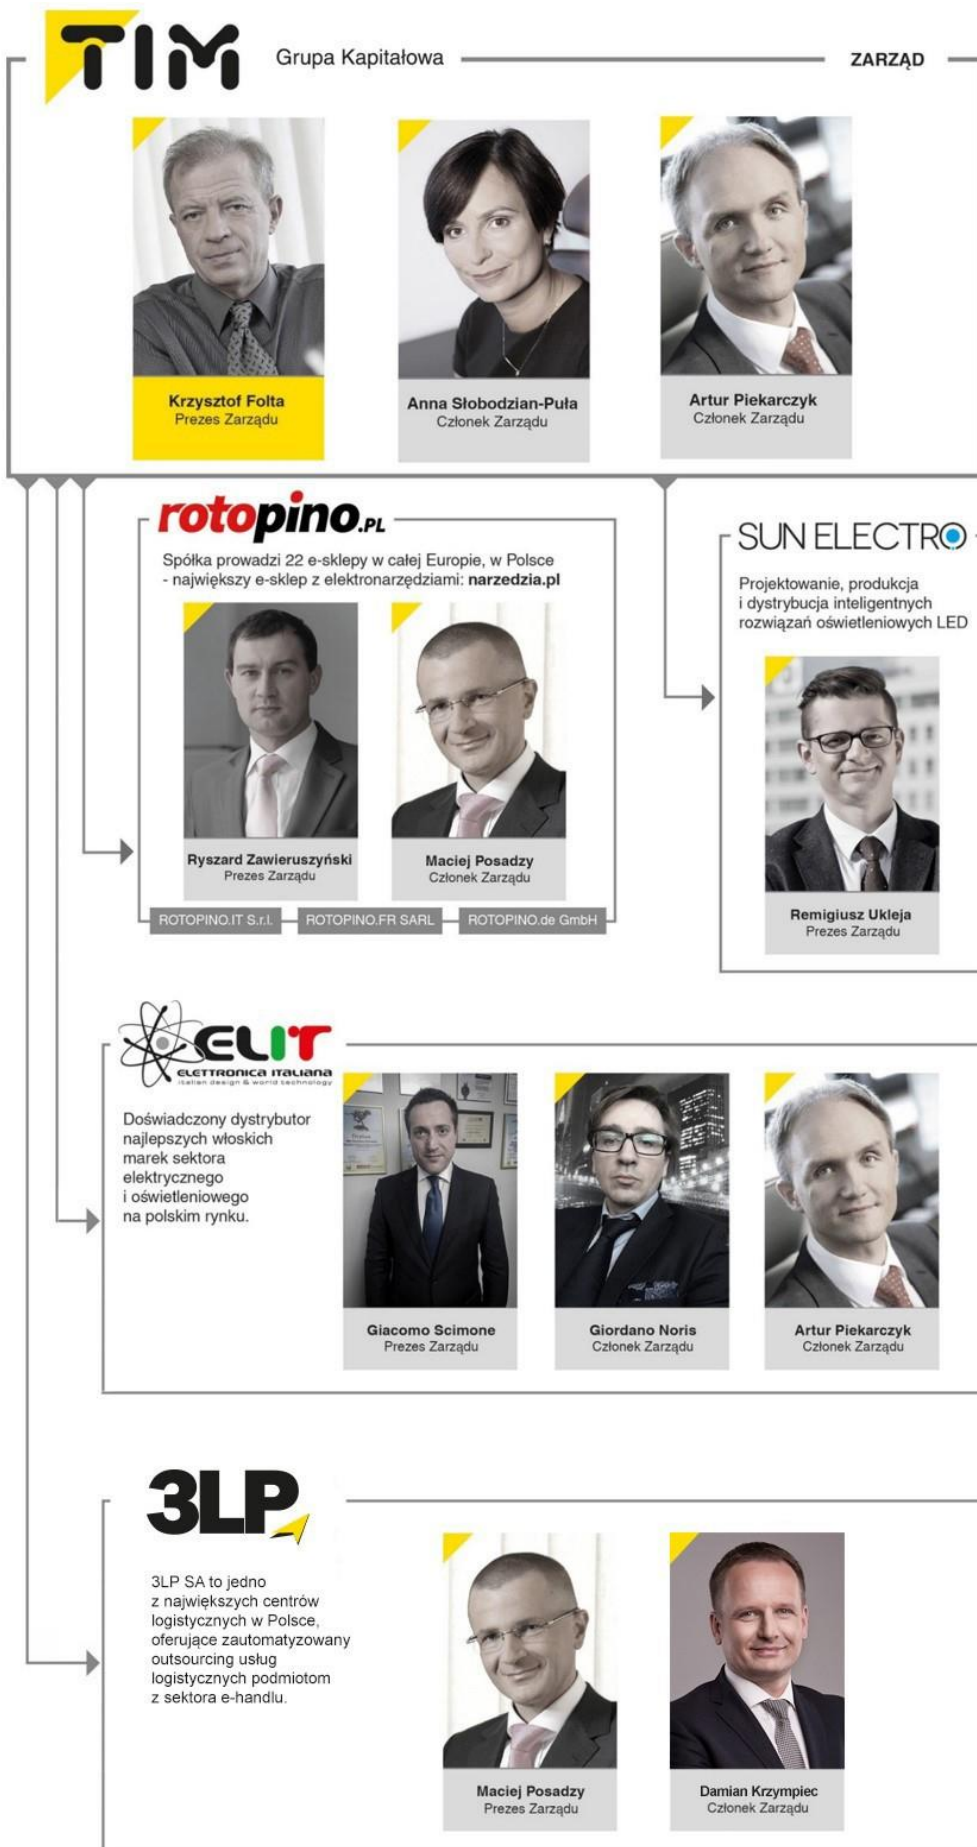 TIM
Grupa Kapitałowa
ZARZĄD
Krzysztof Folta
Prezes Zarządu
Anna Słobodzian-Puła
Członek Zarządu
Artur Piekarczyk
Członek Zarządu
rotopino.PL
Spółka prowadzi 22 e-sklepy w całej Europie, w Polsce
- największy e-sklep z elektronarzędziami: narzedzia.pl
Ryszard Zawieruszyński
Prezes Zarządu
Maciej Posadzy
Członek Zarządu
ROTOPINO.IT S.r.l.
ROTOPINO.FR SARL
ROTOPINO.de GmbH
SUN ELECTRO
Projektowanie, produkcja
i dystrybucja inteligentnych
rozwiązań oświetleniowych LED
Remigiusz Ukleja
Prezes Zarządu
ELIT
ELETTRONICA ITALIANA
italian design & world technology
Doświadczony dystrybutor
najlepszych włoskich
marek sektora
elektrycznego
i oświetleniowego
na polskim rynku.
Giacomo Scimone
Prezes Zarządu
Giordano Noris
Członek Zarządu
Artur Piekarczyk
Członek Zarządu
3LP
3LP SA to jedno
z największych centrów
logistycznych w Polsce,
oferujące zautomatyzowany
outsourcing usług
logistycznych podmiotom
z sektora e-handlu.
Maciej Posadzy
Prezes Zarządu
Damian Krzympiec
Członek Zarządu